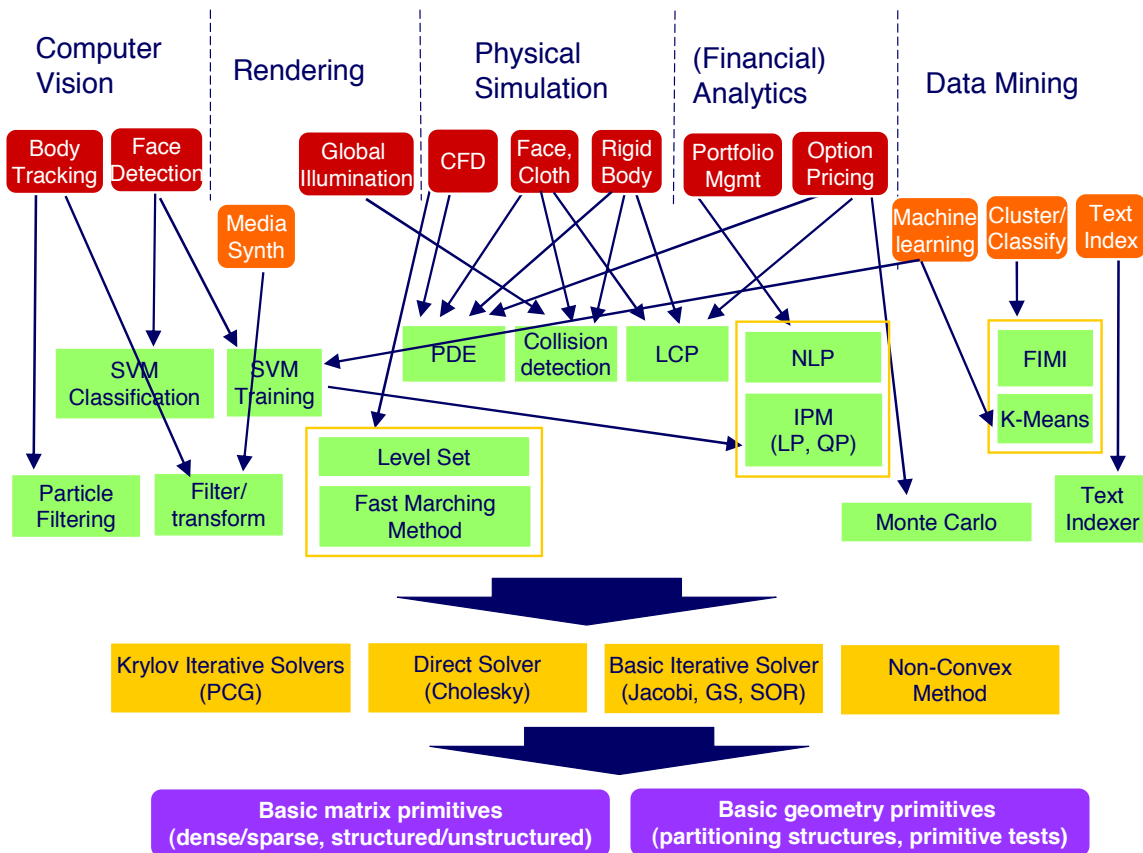 Computer
Vision
Rendering
Physical
Simulation
(Financial)
Analytics
Data Mining
Body
Tracking
Face
Detection
Global
Illumination
CFD
Face,
Cloth
Rigid
Body
Portfolio
Mgmt
Option
Pricing
Media
Synth
Machine
learning
Cluster/
Classify
Text
Index
SVM
Classification
SVM
Training
PDE
Collision
detection
LCP
NLP
FIMI
IPM
(LP, QP)
K-Means
Level Set
Fast Marching
Method
Particle
Filtering
Filter/
transform
Monte Carlo
Text
Indexer
Krylov Iterative Solvers
(PCG)
Direct Solver
(Cholesky)
Basic Iterative Solver
(Jacobi, GS, SOR)
Non-Convex
Method
Basic matrix primitives
(dense/sparse, structured/unstructured)
Basic geometry primitives
(partitioning structures, primitive tests)